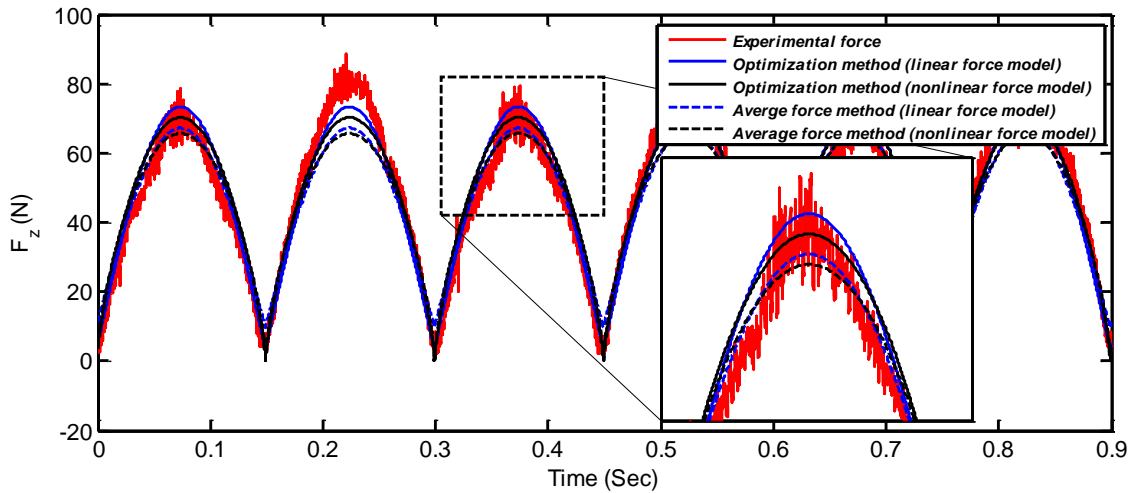 100
80
60
40
20
0
-20
F_z (N)
0 0.1 0.2 0.3 0.4 0.5 0.6 0.7 0.8 0.9
Time (Sec)
Experimental force
Optimization method (linear force model)
Optimization method (nonlinear force model)
Averge force method (linear force model)
Average force method (nonlinear force model)